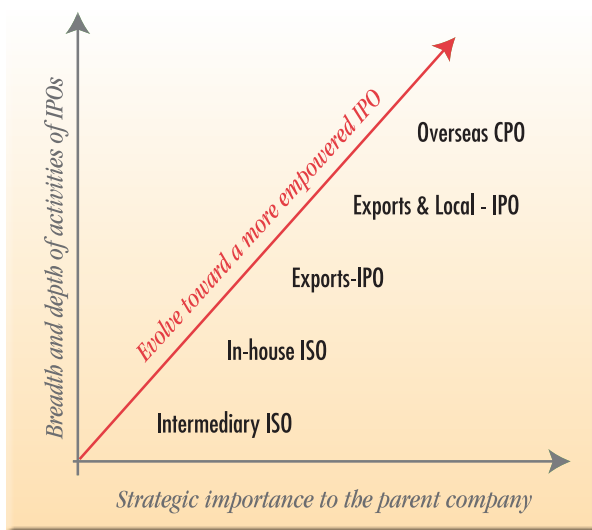 Breadth and depth of activities of IPOs
Evolve toward a more empowered IPO
Overseas CPO
Exports & Local - IPO
Exports-IPO
In-house ISO
Intermediary ISO
Strategic importance to the parent company